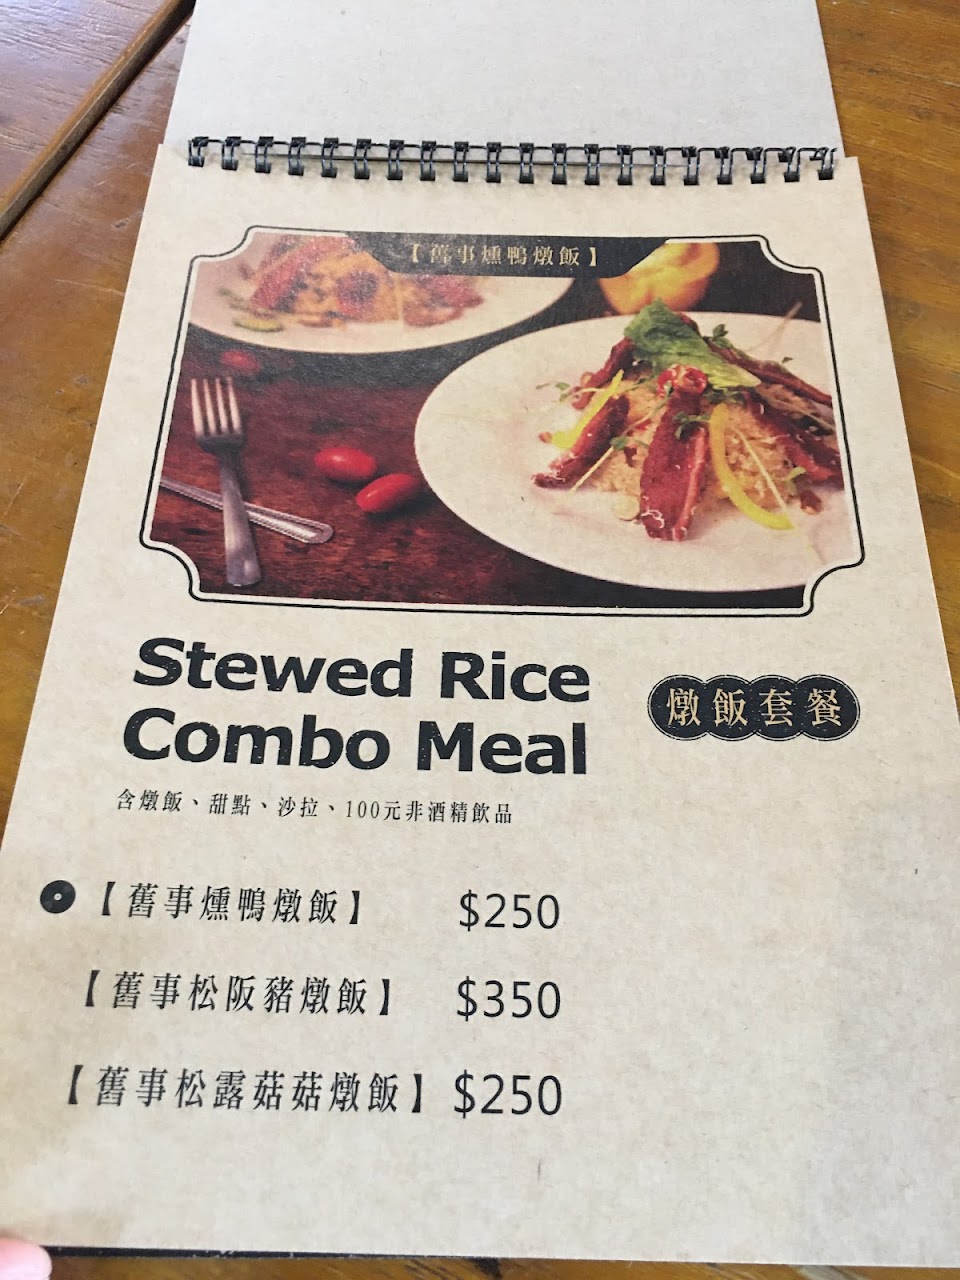 【舊事燻鴨燉飯】
Stewed Rice
Combo Meal
燉飯套餐
含燉飯、甜點、沙拉、100元非酒精飲品
【舊事燻鴨燉飯】 $250
【舊事松阪豬燉飯】 $350
【舊事松露菇菇燉飯】 $250